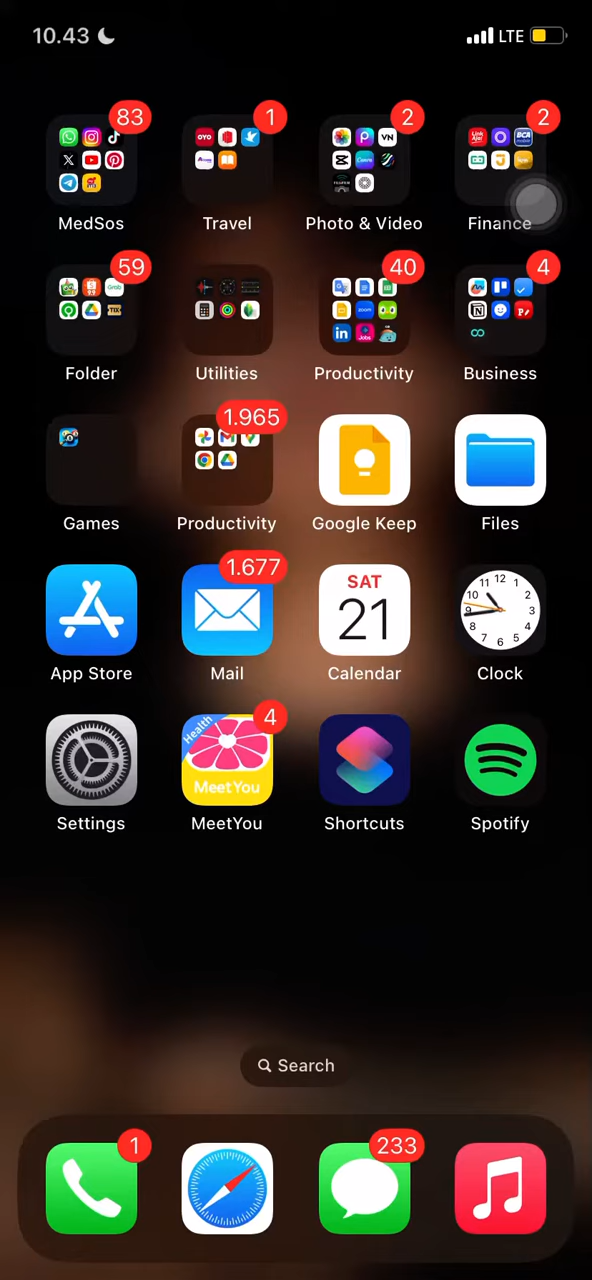 10.43 LTE
83 1 2 2
MedSos Travel Photo & Video Finance
59 40 4
Folder Utilities Productivity Business
1.965
Games Productivity Google Keep Files
1.677 SAT
21
App Store Mail Calendar Clock
Health 4
MeetYou
Settings MeetYou Shortcuts Spotify
Search
1 233